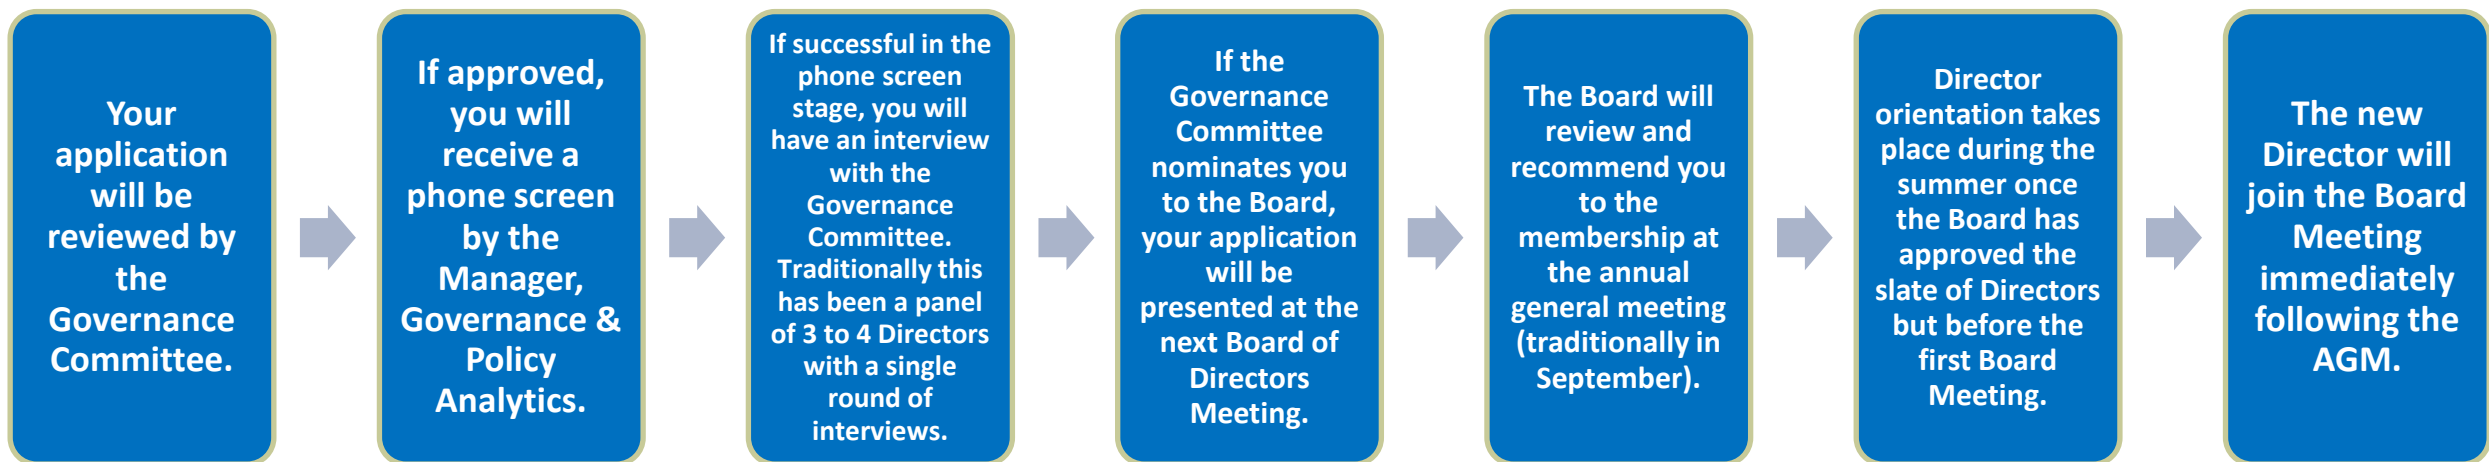 Your
application
will be
reviewed by
the
Governance
Committee.
If approved,
you will
receive a
phone screen
by the
Manager,
Governance &
Policy
Analytics.
If successful in the
phone screen
stage, you will
have an interview
with the
Governance
Committee.
Traditionally this
has been a panel
of 3 to 4 Directors
with a single
round of
interviews.
If the
Governance
Committee
nominates you
to the Board,
your application
will be
presented at the
next Board of
Directors
Meeting.
The Board will
review and
recommend you
to the
membership at
the annual
general meeting
(traditionally in
September).
Director
orientation takes
place during the
summer once
the Board has
approved the
slate of Directors
but before the
first Board
Meeting.
The new
Director will
join the Board
Meeting
immediately
following the
AGM.